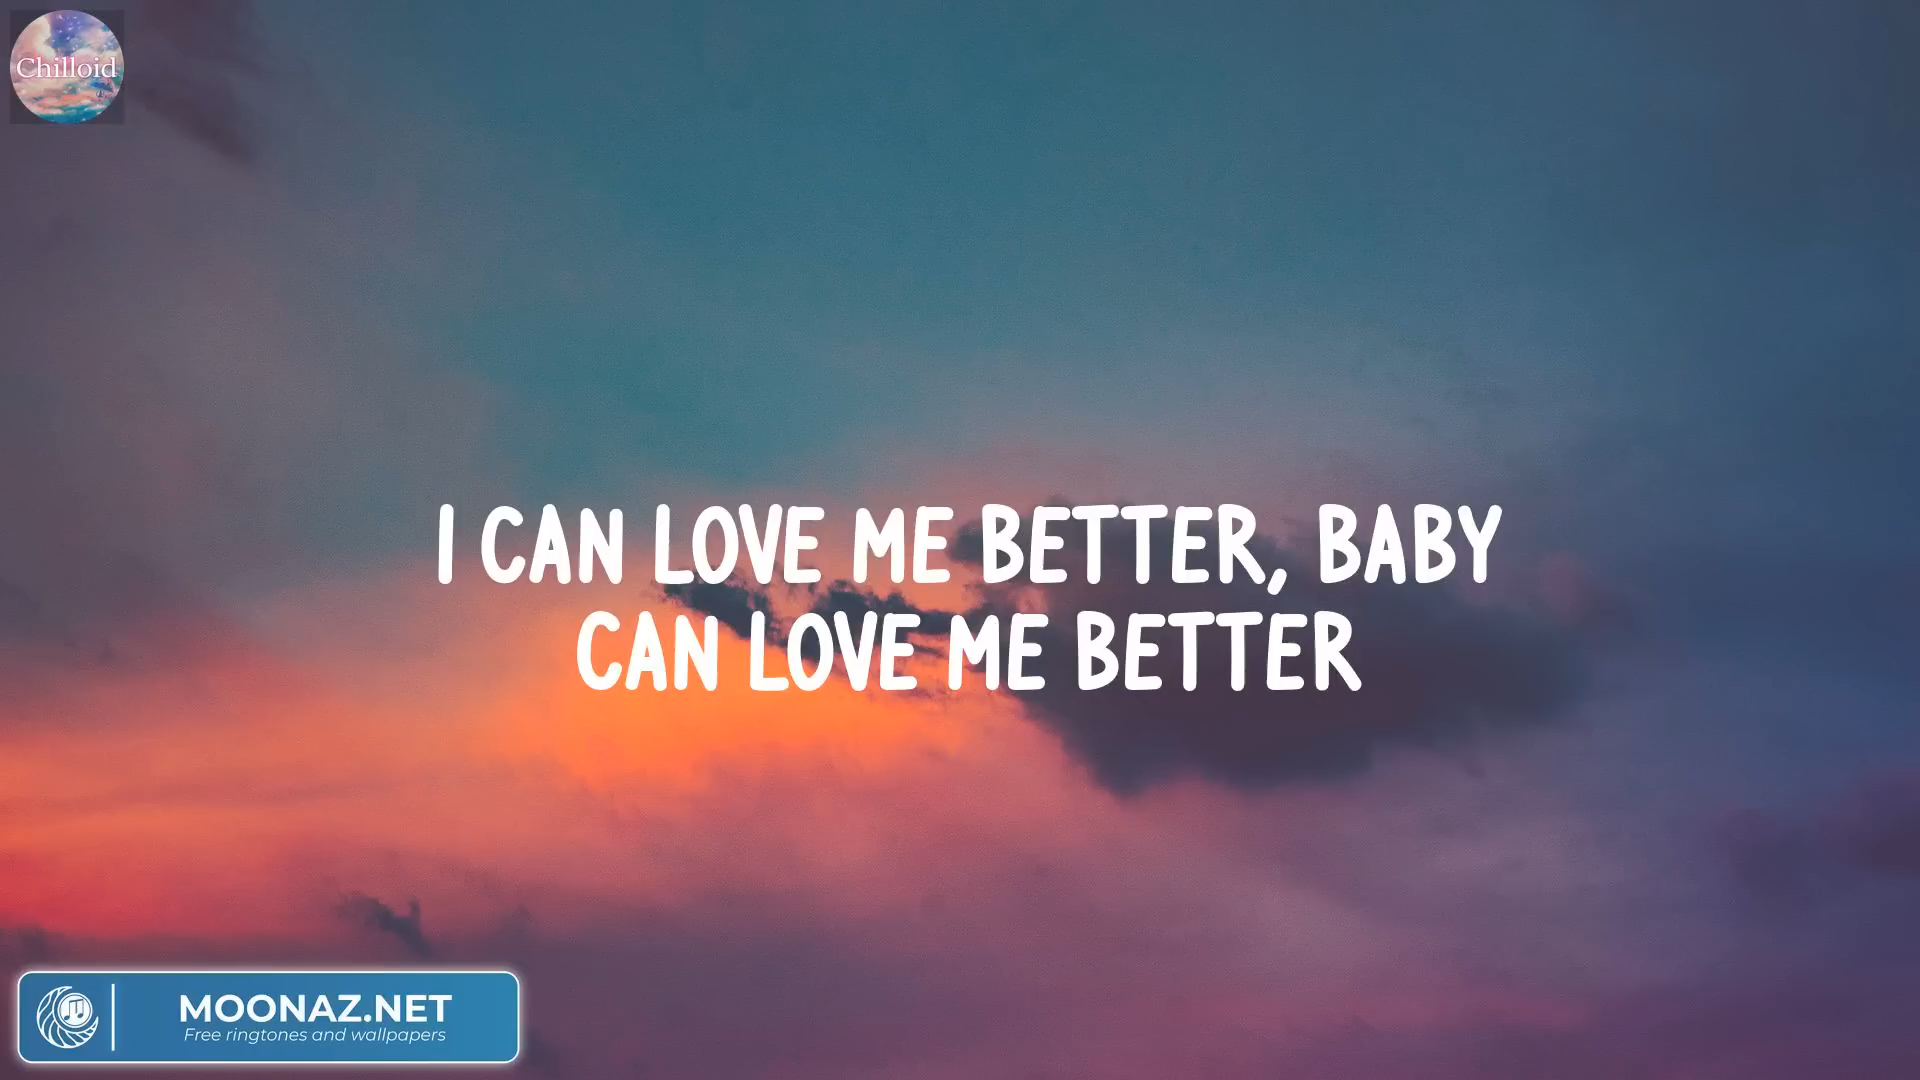 Chilloid
I CAN LOVE ME BETTER, BABY
CAN LOVE ME BETTER
MOONAZ.NET
Free ringtones and wallpapers